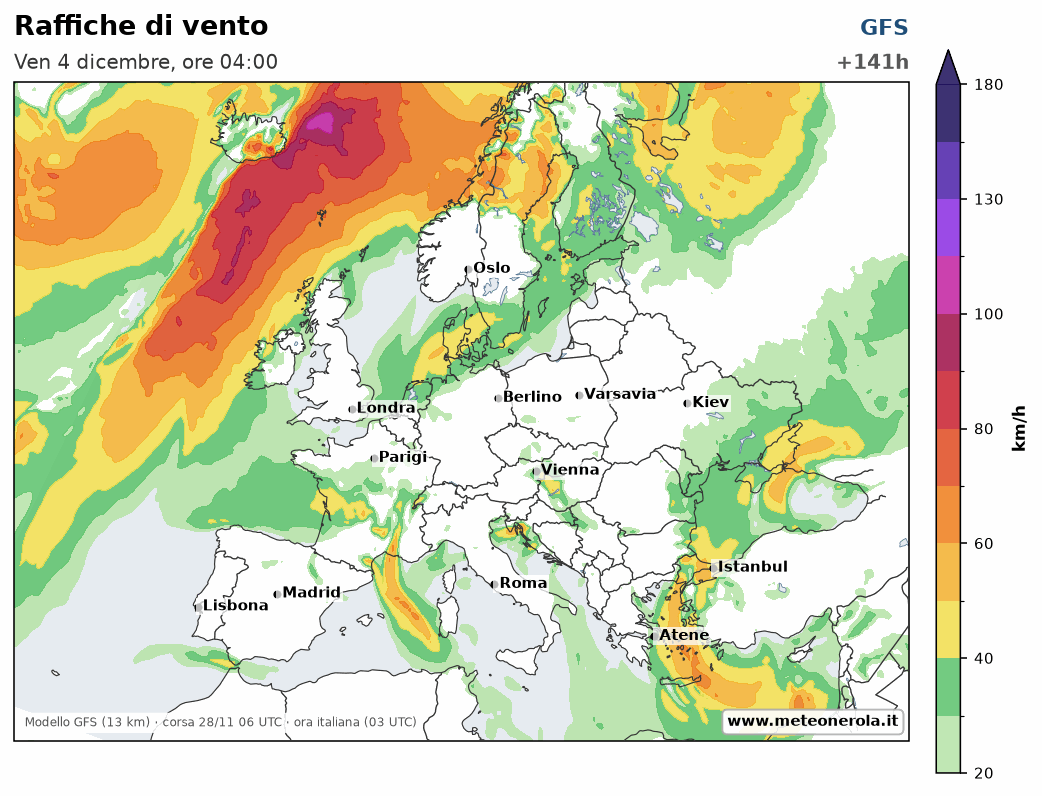 Raffiche di vento
GFS
Ven 4 dicembre, ore 04:00
+141h
180
130
100
80
60
40
20
km/h
Oslo
Londra
Berlino
Varsavia
Kiev
Parigi
Vienna
Istanbul
Roma
Madrid
Lisbona
Atene
Modello GFS (13 km) · corsa 28/11 06 UTC · ora italiana (03 UTC)
www.meteonerola.it